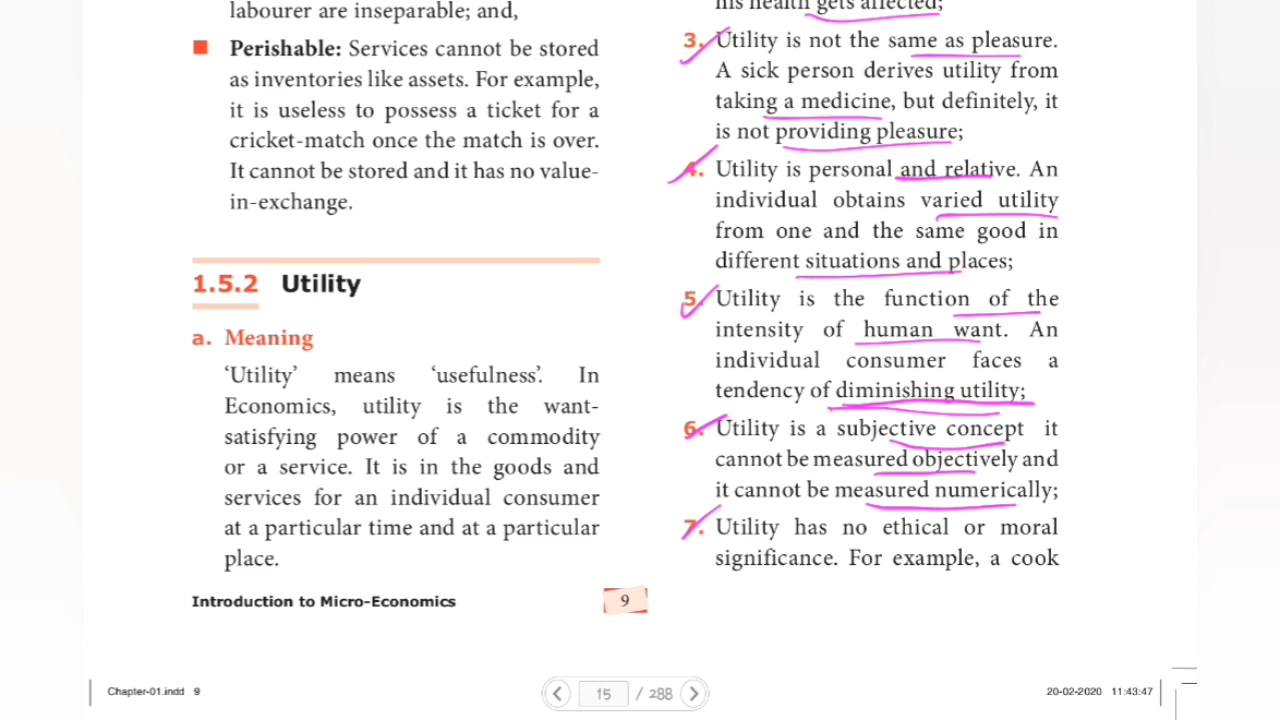 labourer are inseparable; and,
Perishable: Services cannot be stored
as inventories like assets. For example,
it is useless to possess a ticket for a
cricket-match once the match is over.
It cannot be stored and it has no value-
in-exchange.
1.5.2 Utility
a. Meaning
‘Utility’ means ‘usefulness’. In
Economics, utility is the want-
satisfying power of a commodity
or a service. It is in the goods and
services for an individual consumer
at a particular time and at a particular
place.
his health gets affected;
3. Utility is not the same as pleasure.
A sick person derives utility from
taking a medicine, but definitely, it
is not providing pleasure;
4. Utility is personal and relative. An
individual obtains varied utility
from one and the same good in
different situations and places;
5. Utility is the function of the
intensity of human want. An
individual consumer faces a
tendency of diminishing utility;
6. Utility is a subjective concept it
cannot be measured objectively and
it cannot be measured numerically;
7. Utility has no ethical or moral
significance. For example, a cook
Introduction to Micro-Economics 9
Chapter-01.indd 9 20-02-2020 11:43:47
15 / 288